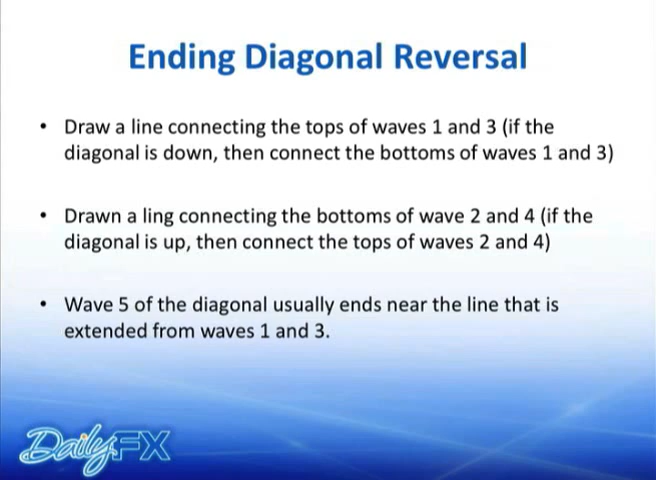 Ending Diagonal Reversal
• Draw a line connecting the tops of waves 1 and 3 (if the
diagonal is down, then connect the bottoms of waves 1 and 3)
• Drawn a ling connecting the bottoms of wave 2 and 4 (if the
diagonal is up, then connect the tops of waves 2 and 4)
• Wave 5 of the diagonal usually ends near the line that is
extended from waves 1 and 3.
DailyFX